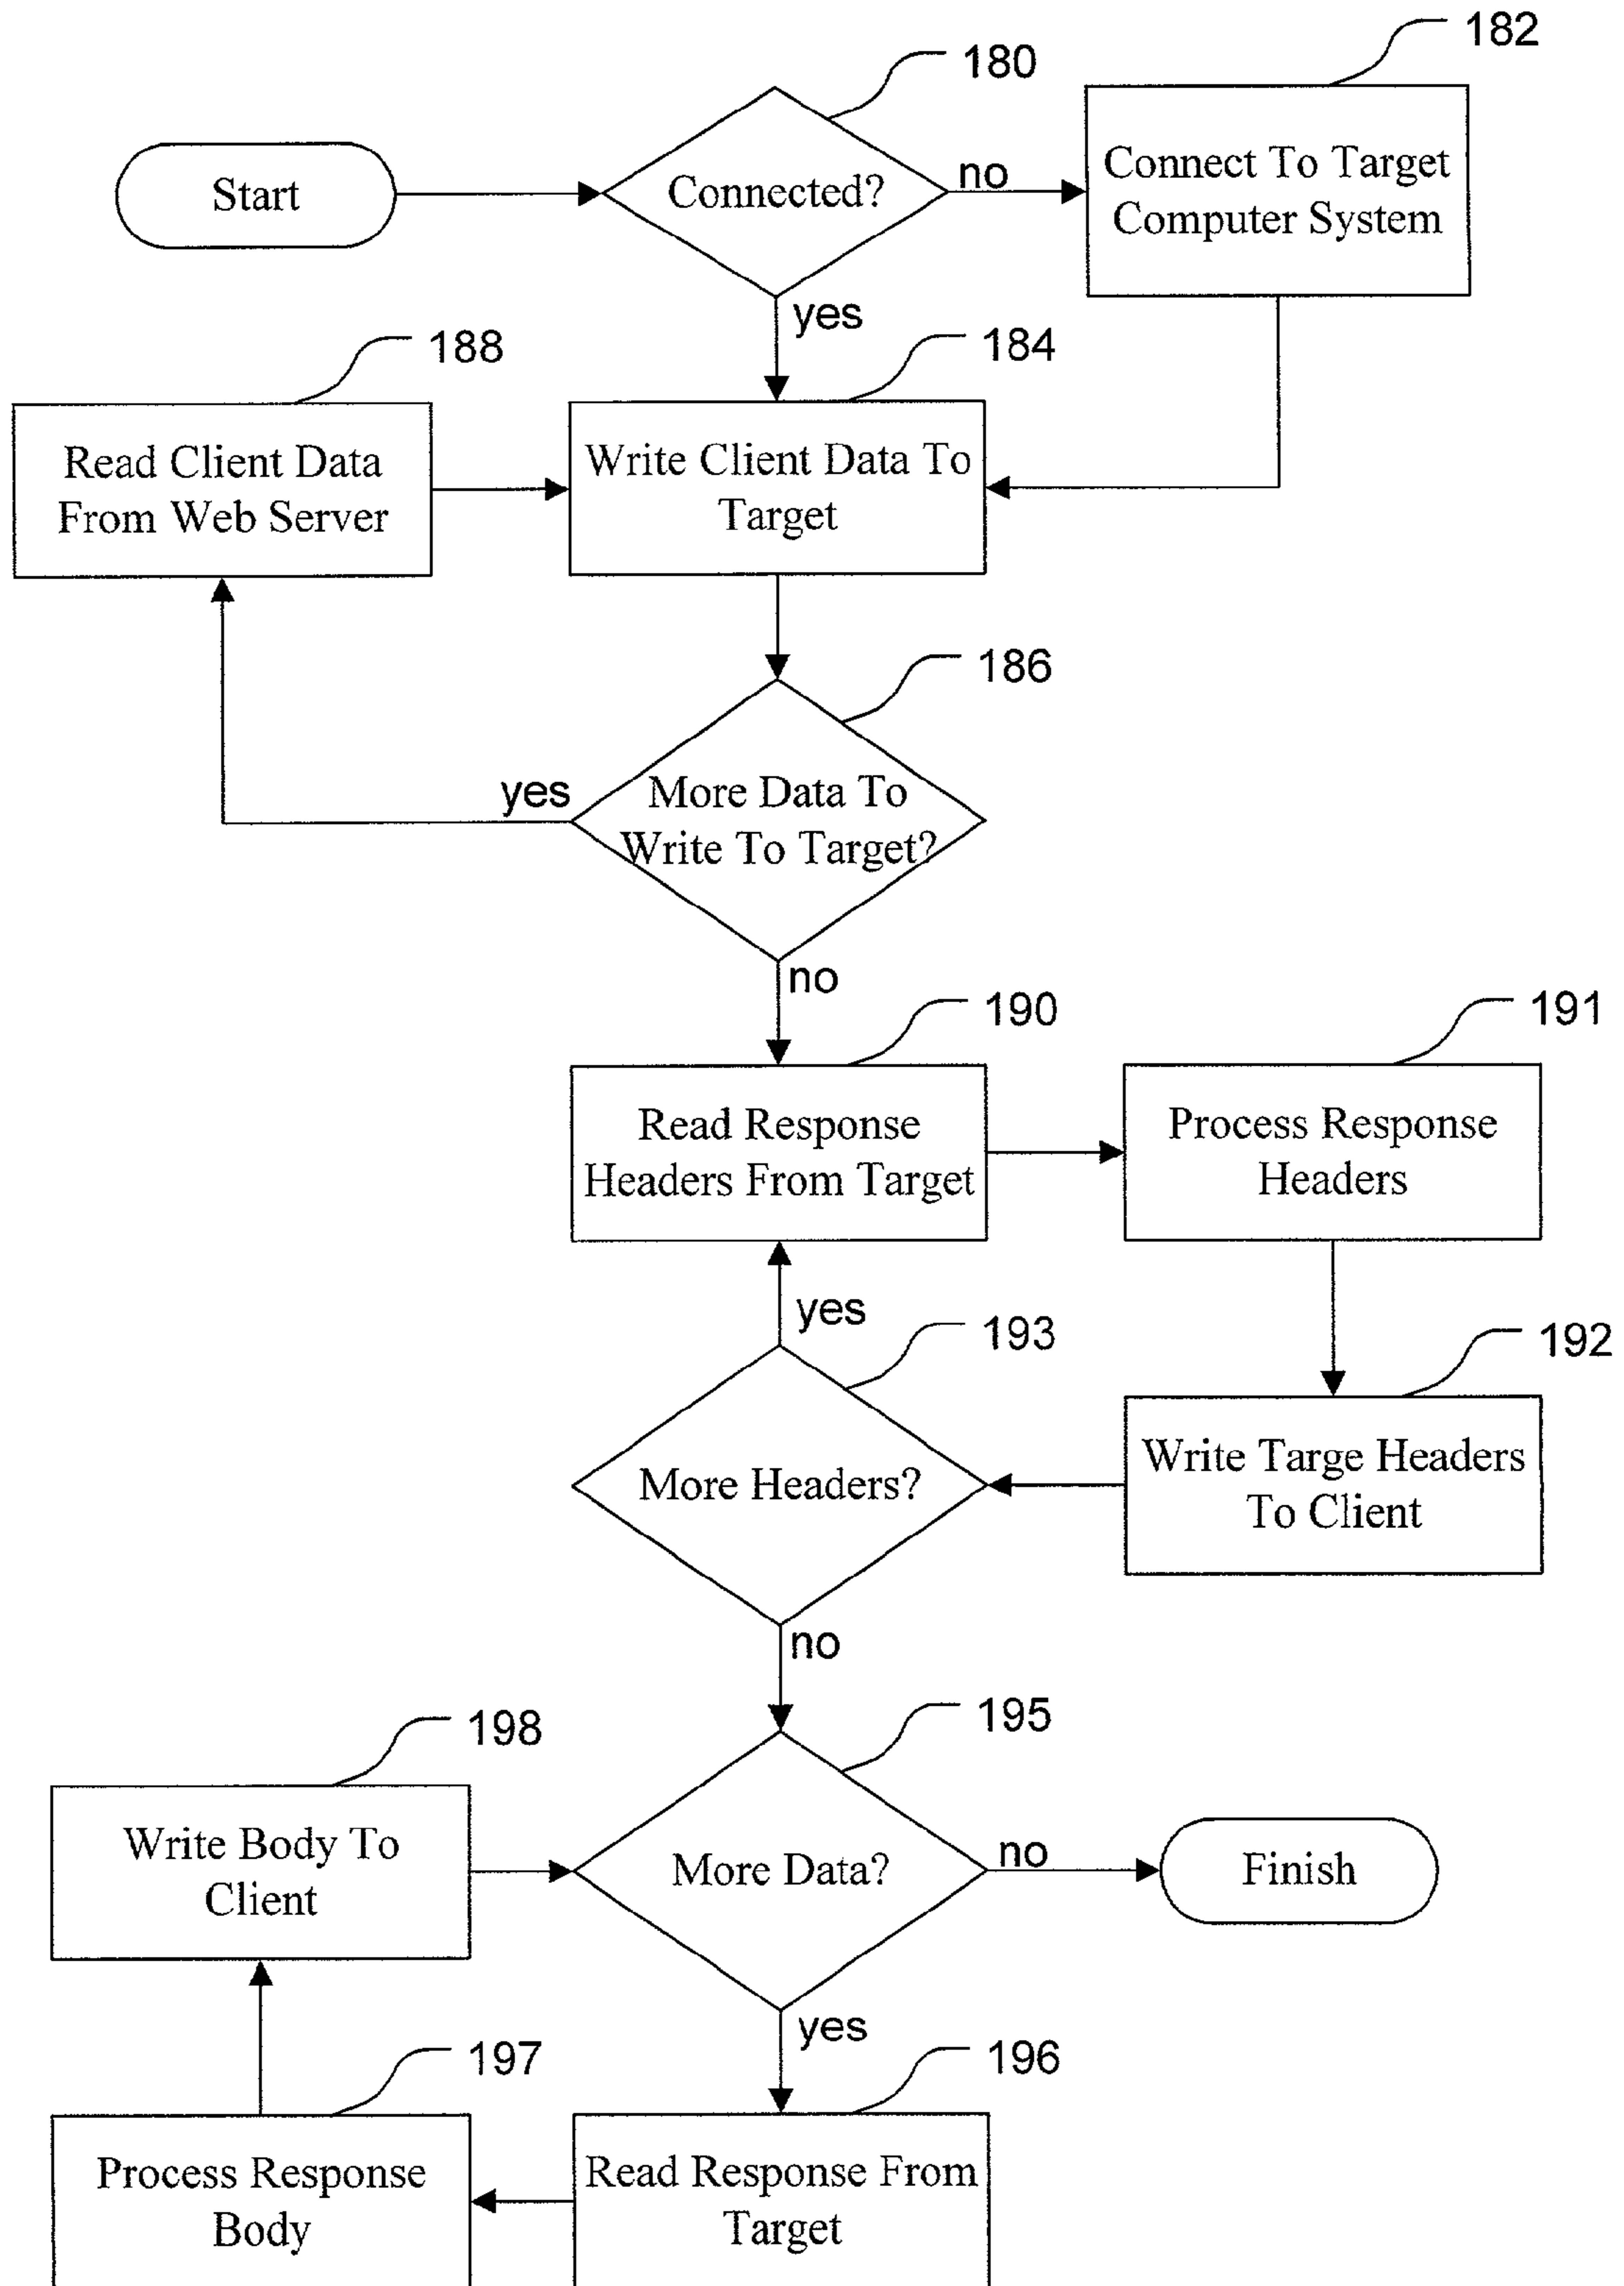 182
180
Start
Connected?
no
Connect To Target
Computer System
yes
188
184
Read Client Data
From Web Server
Write Client Data To
Target
186
yes
More Data To
Write To Target?
no
190
191
Read Response
Headers From Target
Process Response
Headers
yes
193
192
More Headers?
Write Targe Headers
To Client
no
195
198
Write Body To
Client
More Data?
no
Finish
yes
197
196
Process Response
Body
Read Response From
Target